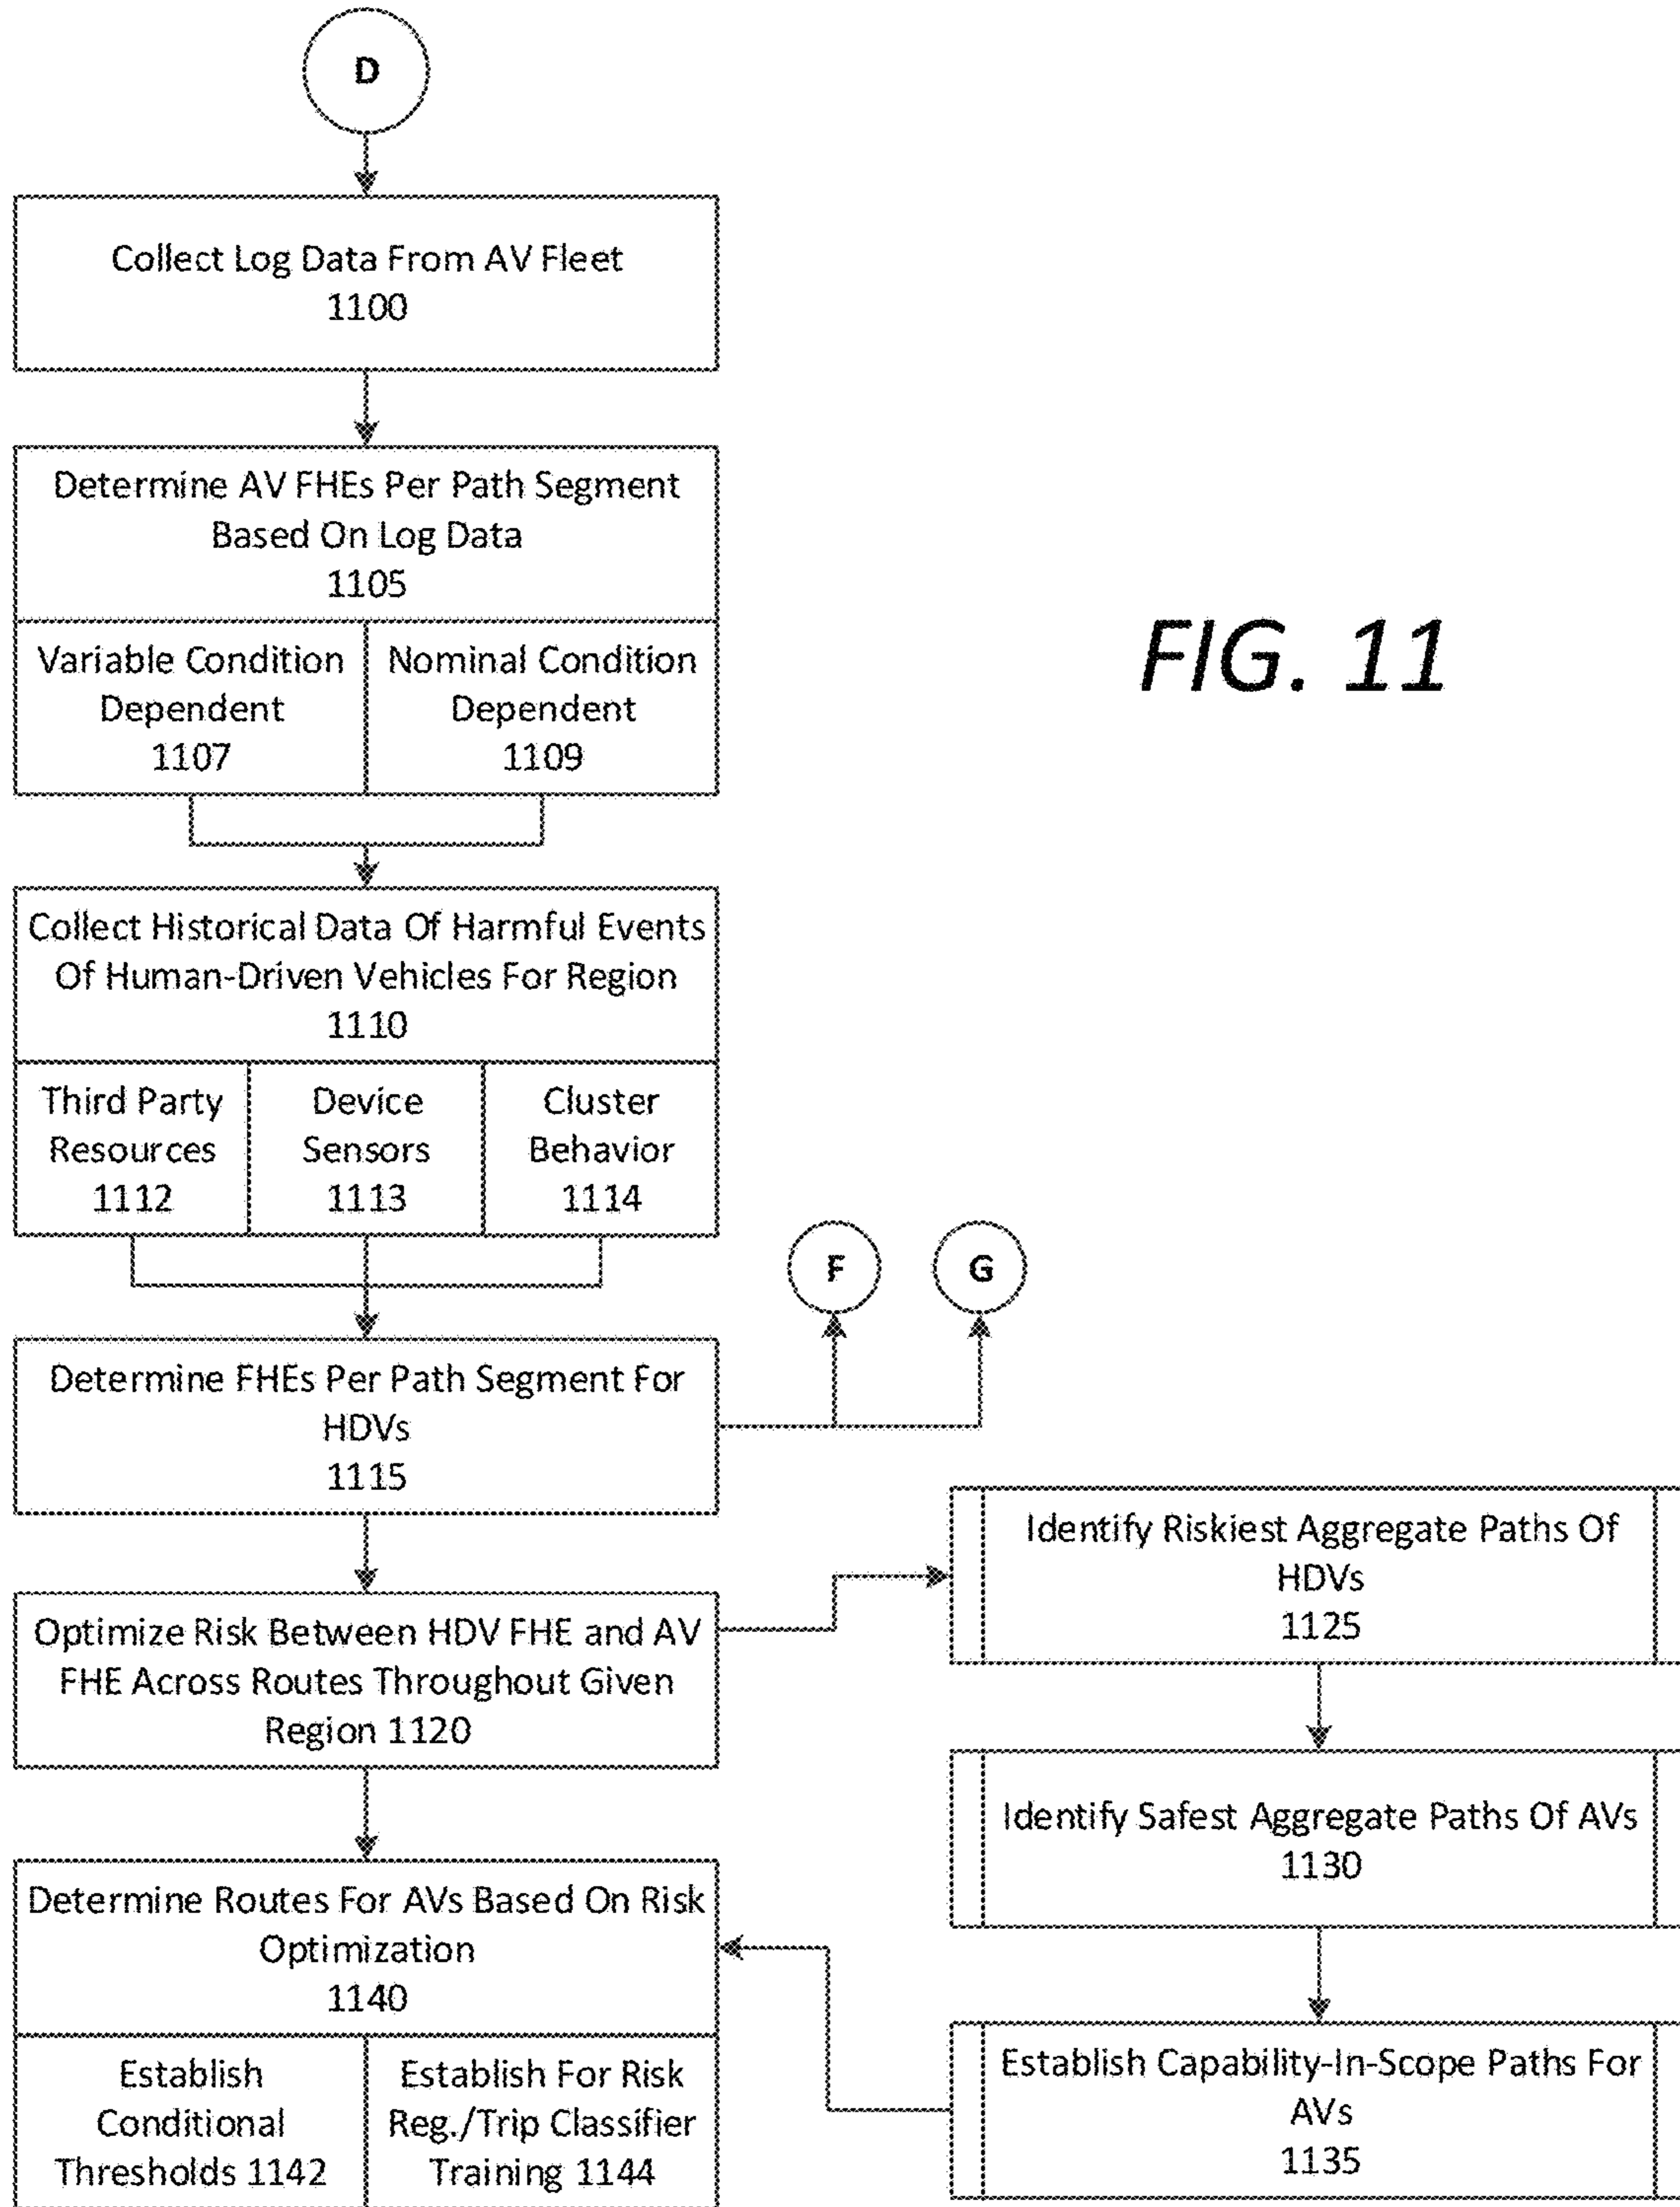 D
Collect Log Data From AV Fleet
1100
Determine AV FHEs Per Path Segment
Based On Log Data
1105
Variable Condition
Dependent
1107
Nominal Condition
Dependent
1109
FIG. 11
Collect Historical Data Of Harmful Events
Of Human-Driven Vehicles For Region
1110
Third Party
Resources
1112
Device
Sensors
1113
Cluster
Behavior
1114
F
G
Determine FHEs Per Path Segment For
HDVs
1115
Optimize Risk Between HDV FHE and AV
FHE Across Routes Throughout Given
Region 1120
Identify Riskiest Aggregate Paths Of
HDVs
1125
Identify Safest Aggregate Paths Of AVs
1130
Establish Capability-In-Scope Paths For
AVs
1135
Determine Routes For AVs Based On Risk
Optimization
1140
Establish
Conditional
Thresholds 1142
Establish For Risk
Reg./Trip Classifier
Training 1144